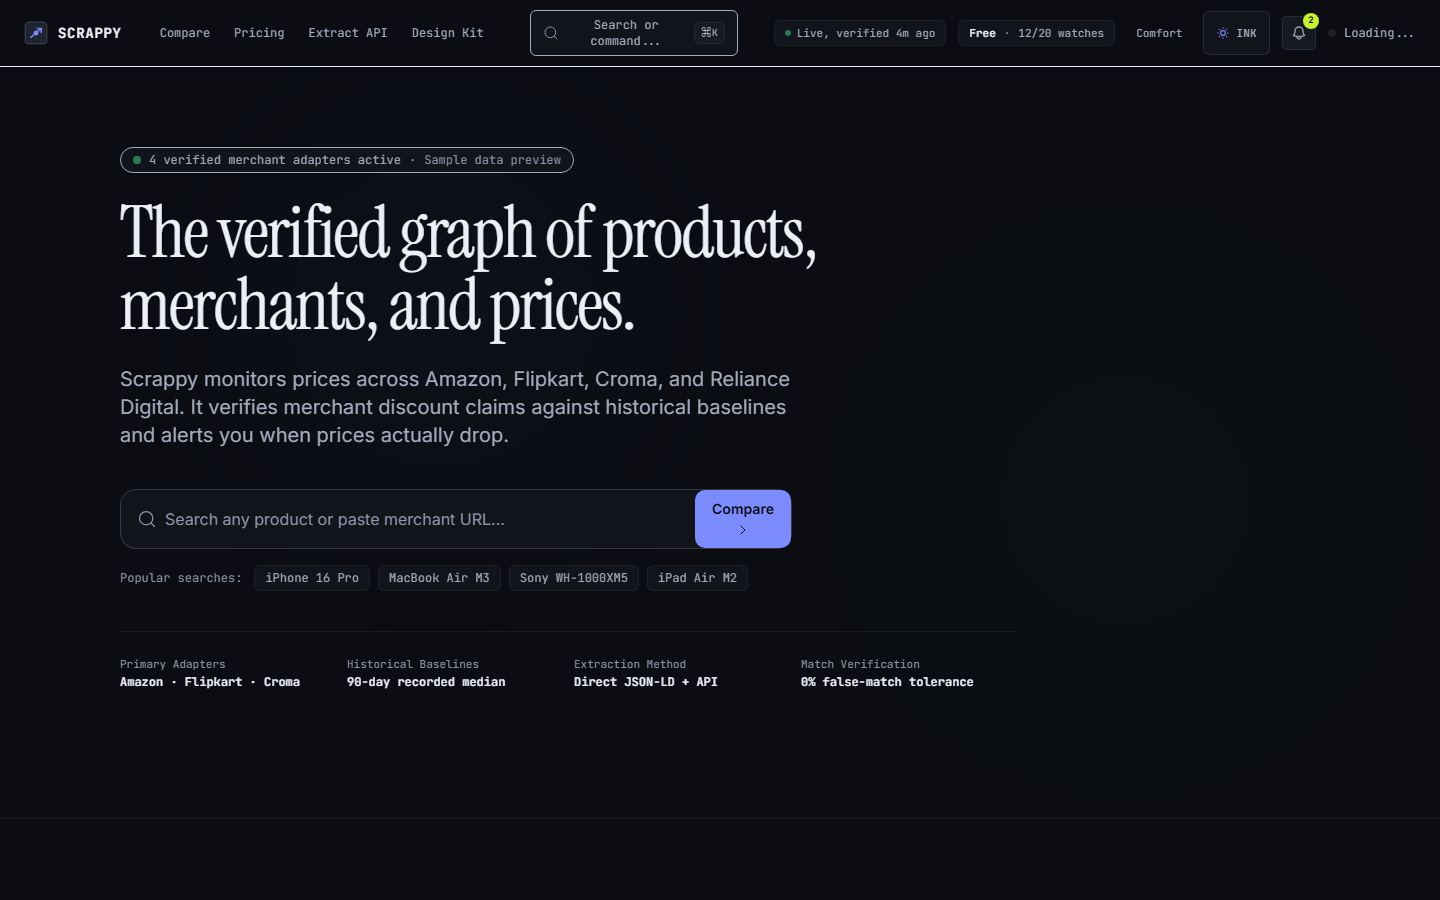 SCRAPPY
Compare
Pricing
Extract API
Design Kit
Search or
command...
⌘K
Live, verified 4m ago
Free · 12/20 watches
Comfort
INK
2
Loading...
4 verified merchant adapters active · Sample data preview
The verified graph of products,
merchants, and prices.
Scrappy monitors prices across Amazon, Flipkart, Croma, and Reliance
Digital. It verifies merchant discount claims against historical baselines
and alerts you when prices actually drop.
Search any product or paste merchant URL...
Compare
Popular searches:
iPhone 16 Pro
MacBook Air M3
Sony WH-1000XM5
iPad Air M2
Primary Adapters
Amazon · Flipkart · Croma
Historical Baselines
90-day recorded median
Extraction Method
Direct JSON-LD + API
Match Verification
0% false-match tolerance